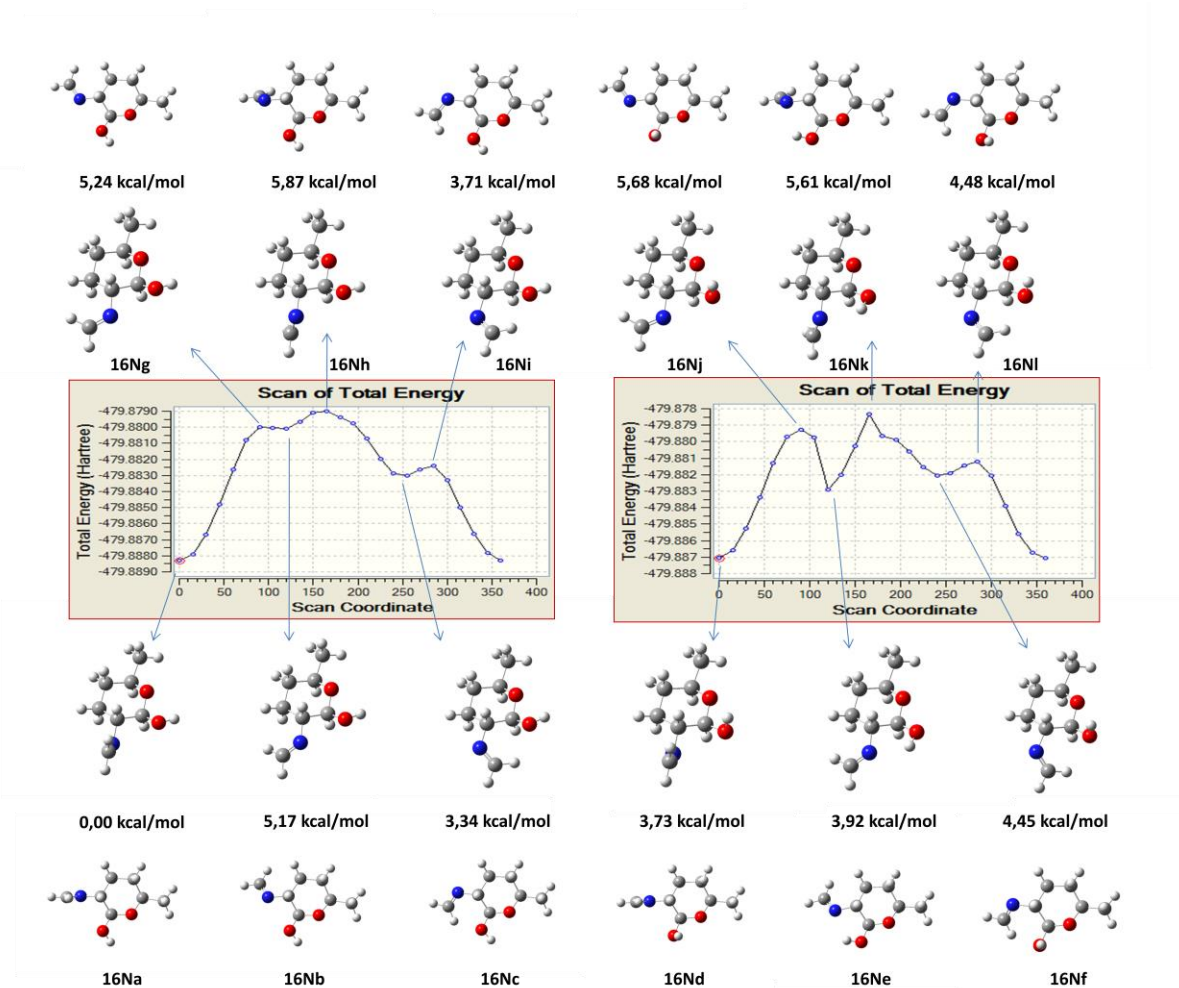 5,24 kcal/mol 5,87 kcal/mol 3,71 kcal/mol 5,68 kcal/mol 5,61 kcal/mol 4,48 kcal/mol
16Ng 16Nh 16Ni 16Nj 16Nk 16Nl
Scan of Total Energy
Total Energy (Hartree)
-479.8790
-479.8800
-479.8810
-479.8820
-479.8830
-479.8840
-479.8850
-479.8860
-479.8870
-479.8880
-479.8890
0 50 100 150 200 250 300 350 400
Scan Coordinate
Scan of Total Energy
Total Energy (Hartree)
-479.878
-479.879
-479.880
-479.881
-479.882
-479.883
-479.884
-479.885
-479.886
-479.887
-479.888
0 50 100 150 200 250 300 350 400
Scan Coordinate
0,00 kcal/mol 5,17 kcal/mol 3,34 kcal/mol 3,73 kcal/mol 3,92 kcal/mol 4,45 kcal/mol
16Na 16Nb 16Nc 16Nd 16Ne 16Nf